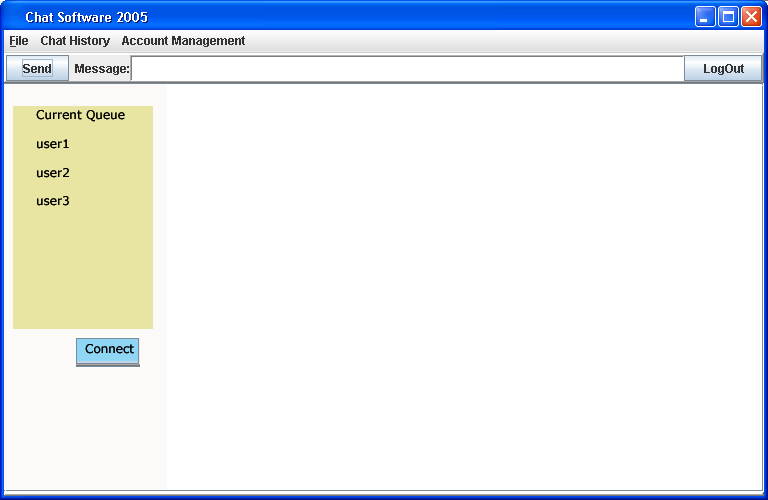 Chat Software 2005
File Chat History Account Management
Send Message: LogOut
Current Queue
user1
user2
user3
Connect